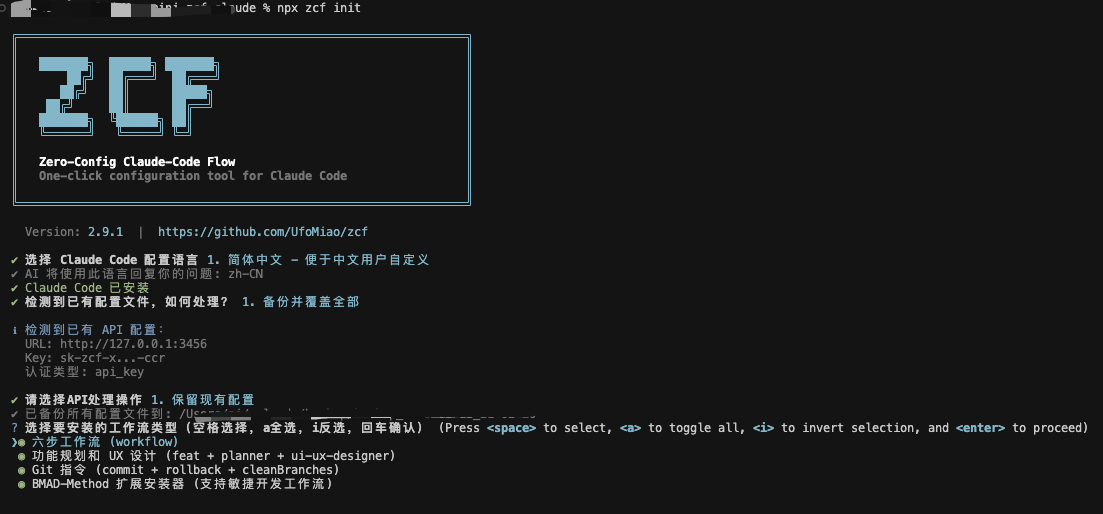 claude % npx zcf init
ZCF
Zero-Config Claude-Code Flow
One-click configuration tool for Claude Code
Version: 2.9.1 | https://github.com/UfoMiao/zcf
✔ 选择 Claude Code 配置语言 1. 简体中文 - 便于中文用户自定义
✔ AI 将使用此语言回复你的问题: zh-CN
✔ Claude Code 已安装
✔ 检测到已有配置文件，如何处理？ 1. 备份并覆盖全部
ℹ 检测到已有 API 配置：
URL: http://127.0.0.1:3456
Key: sk-zcf-x...-ccr
认证类型: api_key
✔ 请选择API处理操作 1. 保留现有配置
✔ 已备份所有配置文件到:
? 选择要安装的工作流类型 (空格选择, a全选, i反选, 回车确认) (Press <space> to select, <a> to toggle all, <i> to invert selection, and <enter> to proceed)
❯◉ 六步工作流 (workflow)
◉ 功能规划和 UX 设计 (feat + planner + ui-ux-designer)
◉ Git 指令 (commit + rollback + cleanBranches)
◉ BMAD-Method 扩展安装器 (支持敏捷开发工作流)